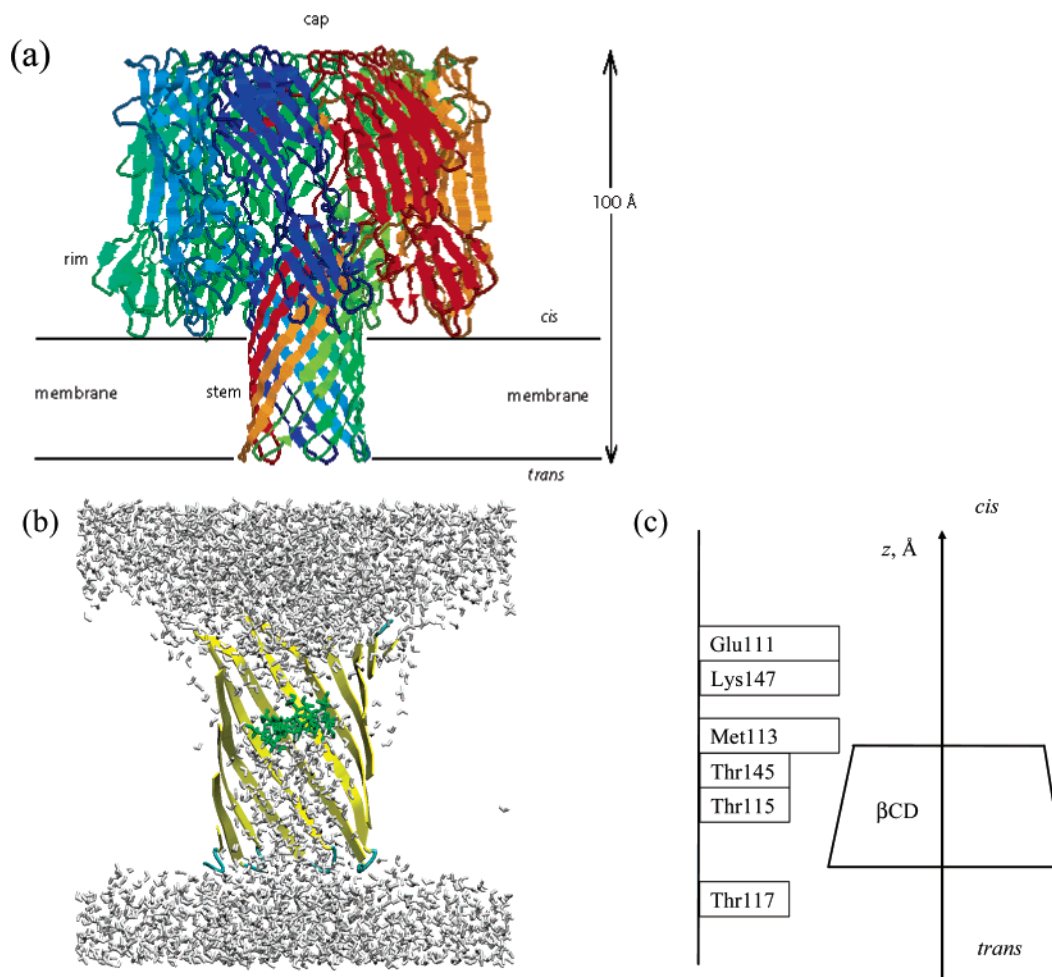 cap
(a)
100 Å
rim
cis
membrane
stem
membrane
trans
(b)
(c)
cis
z, Å
Glu111
Lys147
Met113
Thr145
Thr115
βCD
Thr117
trans